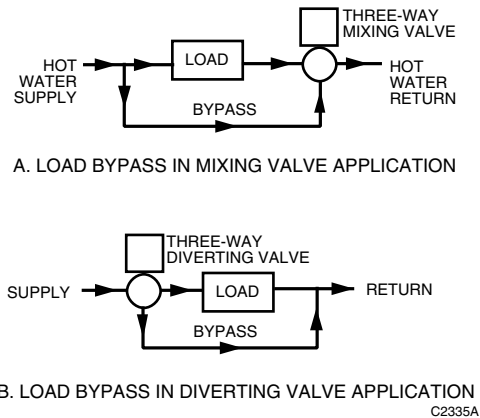 THREE-WAY
MIXING VALVE
HOT
WATER
SUPPLY
LOAD
HOT
WATER
RETURN
BYPASS
A. LOAD BYPASS IN MIXING VALVE APPLICATION
THREE-WAY
DIVERTING VALVE
SUPPLY
LOAD
RETURN
BYPASS
B. LOAD BYPASS IN DIVERTING VALVE APPLICATION
C2335A